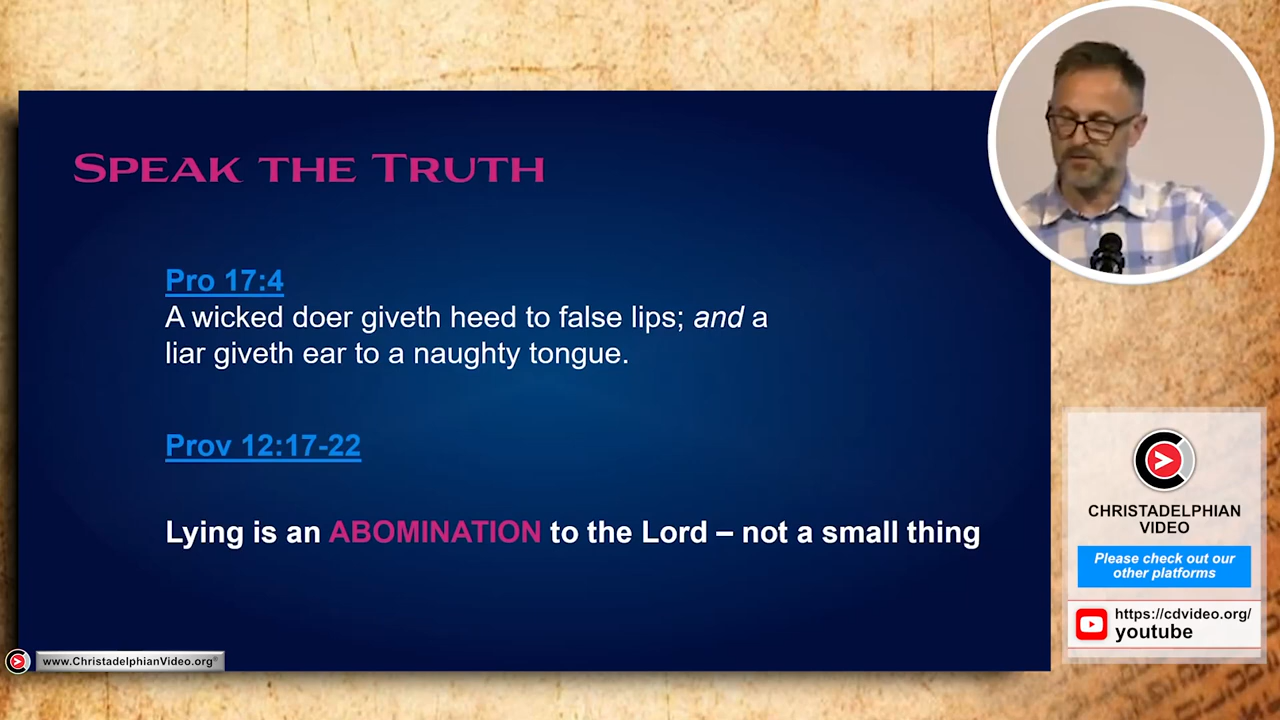 SPEAK THE TRUTH
Pro 17:4
A wicked doer giveth heed to false lips; and a
liar giveth ear to a naughty tongue.
Prov 12:17-22
Lying is an ABOMINATION to the Lord – not a small thing
CHRISTADELPHIAN
VIDEO
Please check out our
other platforms
https://cdvideo.org/
youtube
www.ChristadelphianVideo.org®